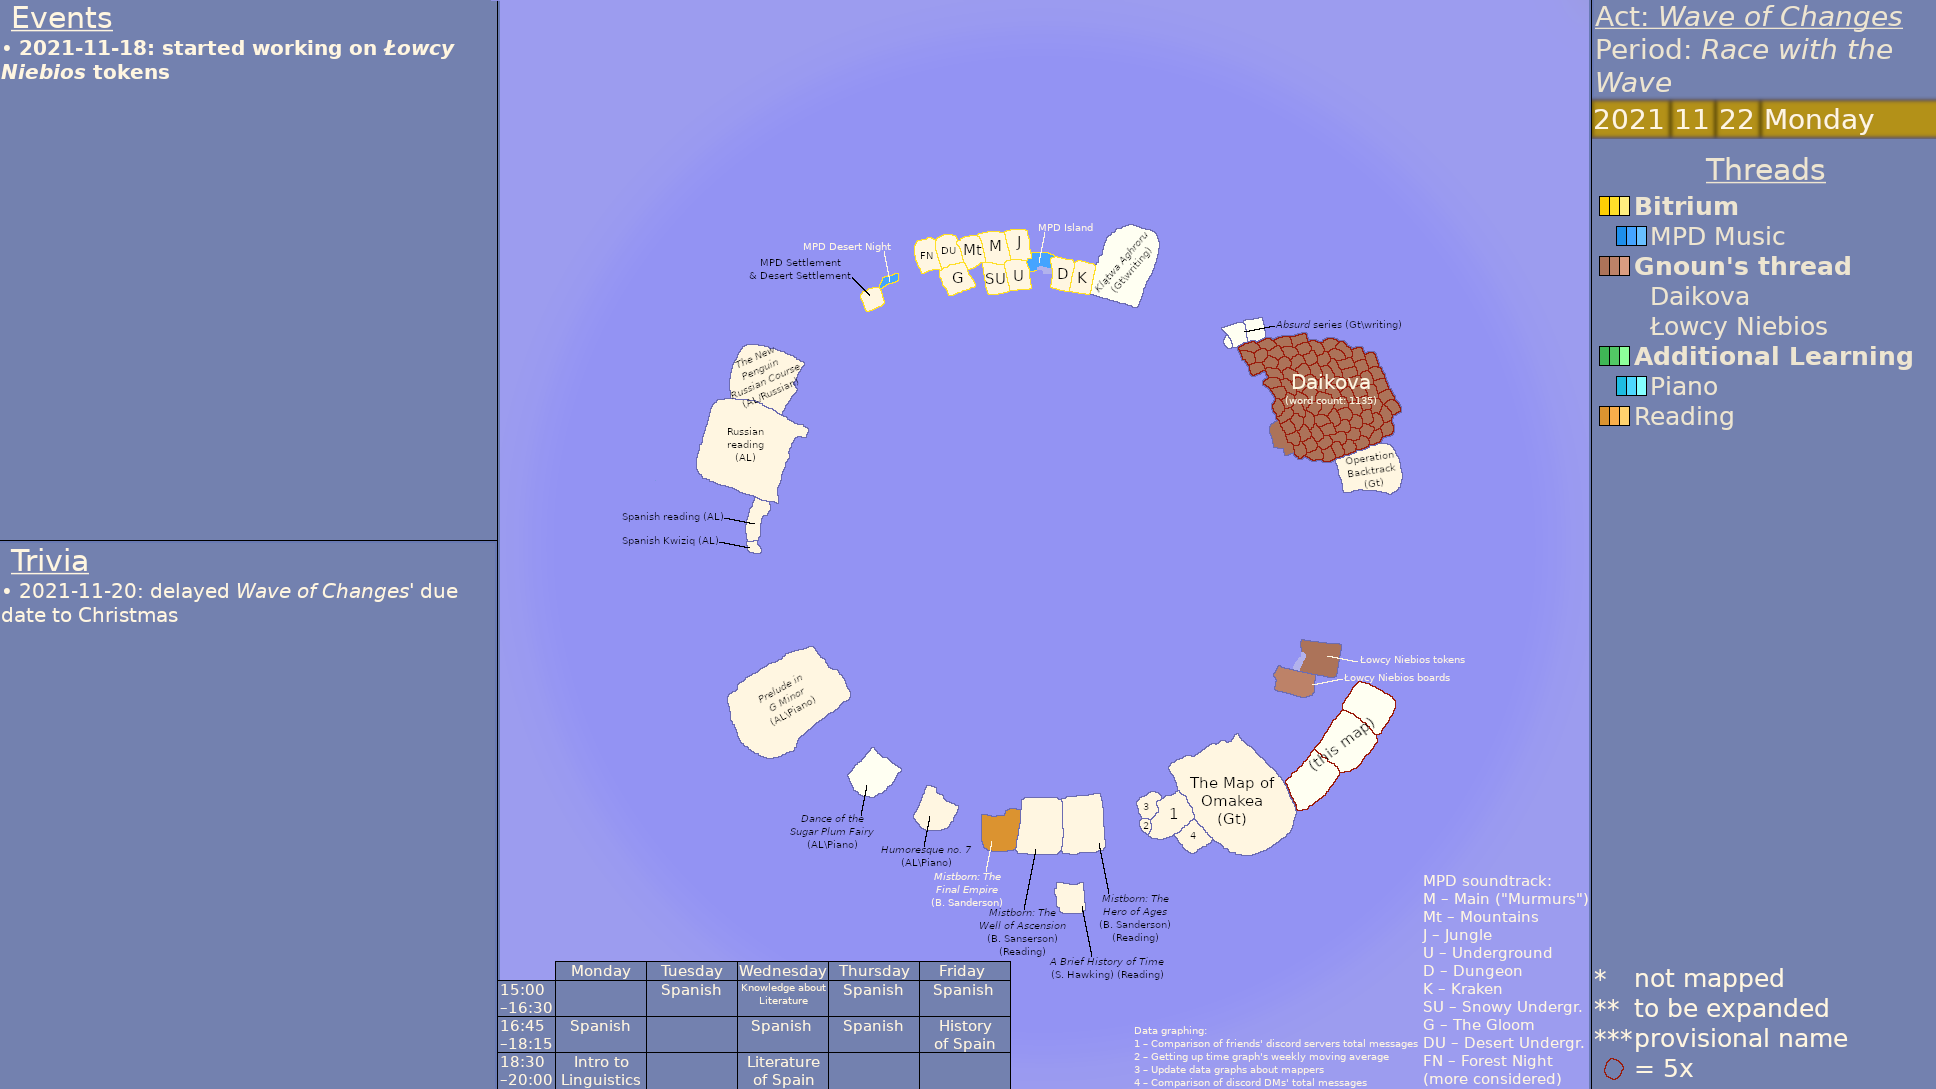 Events
• 2021-11-18: started working on Łowcy
Niebios tokens
Trivia
• 2021-11-20: delayed Wave of Changes' due
date to Christmas
MPD Desert Night
MPD Settlement
& Desert Settlement
FN
DU
Mt
M
J
G
SU
U
MPD Island
D
K
Klątwa Aghroru
(Gt\writing)
Absurd series (Gt\writing)
Daikova
(word count: 1135)
Operation
Backtrack
(Gt)
The New
Penguin
Russian Course
(AL/Russian)
Russian
reading
(AL)
Spanish reading (AL)
Spanish Kwiziq (AL)
Łowcy Niebios tokens
Łowcy Niebios boards
(this map)
Prelude in
G Minor
(AL\Piano)
Dance of the
Sugar Plum Fairy
(AL\Piano)
Humoresque no. 7
(AL\Piano)
Mistborn: The
Final Empire
(B. Sanderson)
Mistborn: The
Well of Ascension
(B. Sanserson)
(Reading)
Mistborn: The
Hero of Ages
(B. Sanderson)
(Reading)
A Brief History of Time
(S. Hawking) (Reading)
The Map of
Omakea
(Gt)
3
2
1
4
Monday Tuesday Wednesday Thursday Friday
15:00
–16:30
Spanish
Knowledge about
Literature
Spanish
Spanish
16:45
–18:15
Spanish
Spanish
Spanish
History
of Spain
18:30
–20:00
Intro to
Linguistics
Literature
of Spain
Data graphing:
1 – Comparison of friends' discord servers total messages
2 – Getting up time graph's weekly moving average
3 – Update data graphs about mappers
4 – Comparison of discord DMs' total messages
MPD soundtrack:
M – Main ("Murmurs")
Mt – Mountains
J – Jungle
U – Underground
D – Dungeon
K – Kraken
SU – Snowy Undergr.
G – The Gloom
DU – Desert Undergr.
FN – Forest Night
(more considered)
Act: Wave of Changes
Period: Race with the
Wave
2021 11 22 Monday
Threads
Bitrium
MPD Music
Gnoun's thread
Daikova
Łowcy Niebios
Additional Learning
Piano
Reading
* not mapped
** to be expanded
*** provisional name
= 5x